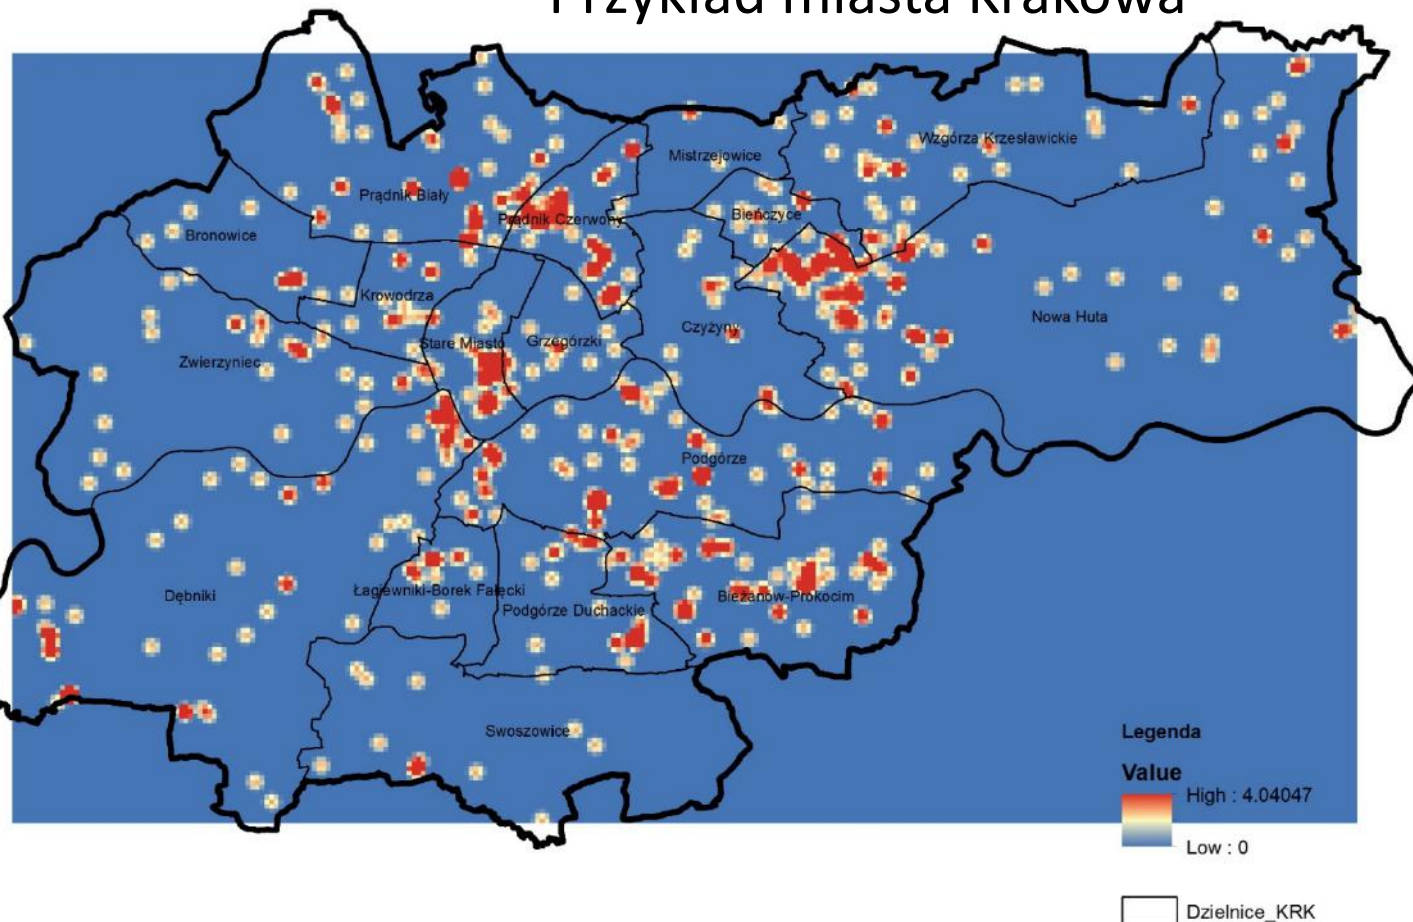 Przykład miasta Krakowa
Mistrzejowice
Wzgórza Krzesławickie
Prądnik Biały
Prądnik Czerwony
Bieńczyce
Bronowice
Krowodrza
Nowa Huta
Czyżyny
Stare Miasto
Grzegórzki
Zwierzyniec
Podgórze
Dębniki
Łagiewniki-Borek Fałęcki
Podgórze Duchackie
Bieżanów-Prokocim
Swoszowice
Legenda
Value
High : 4.04047
Low : 0
Dzielnice_KRK